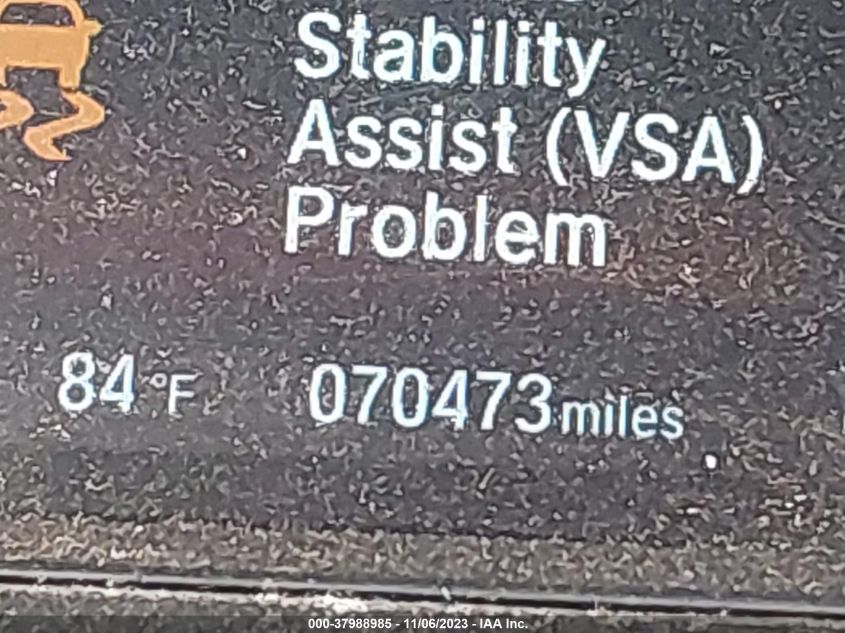 Stability
Assist (VSA)
Problem
84 °F 070473 miles
000-37988985 - 11/06/2023 - IAA Inc.